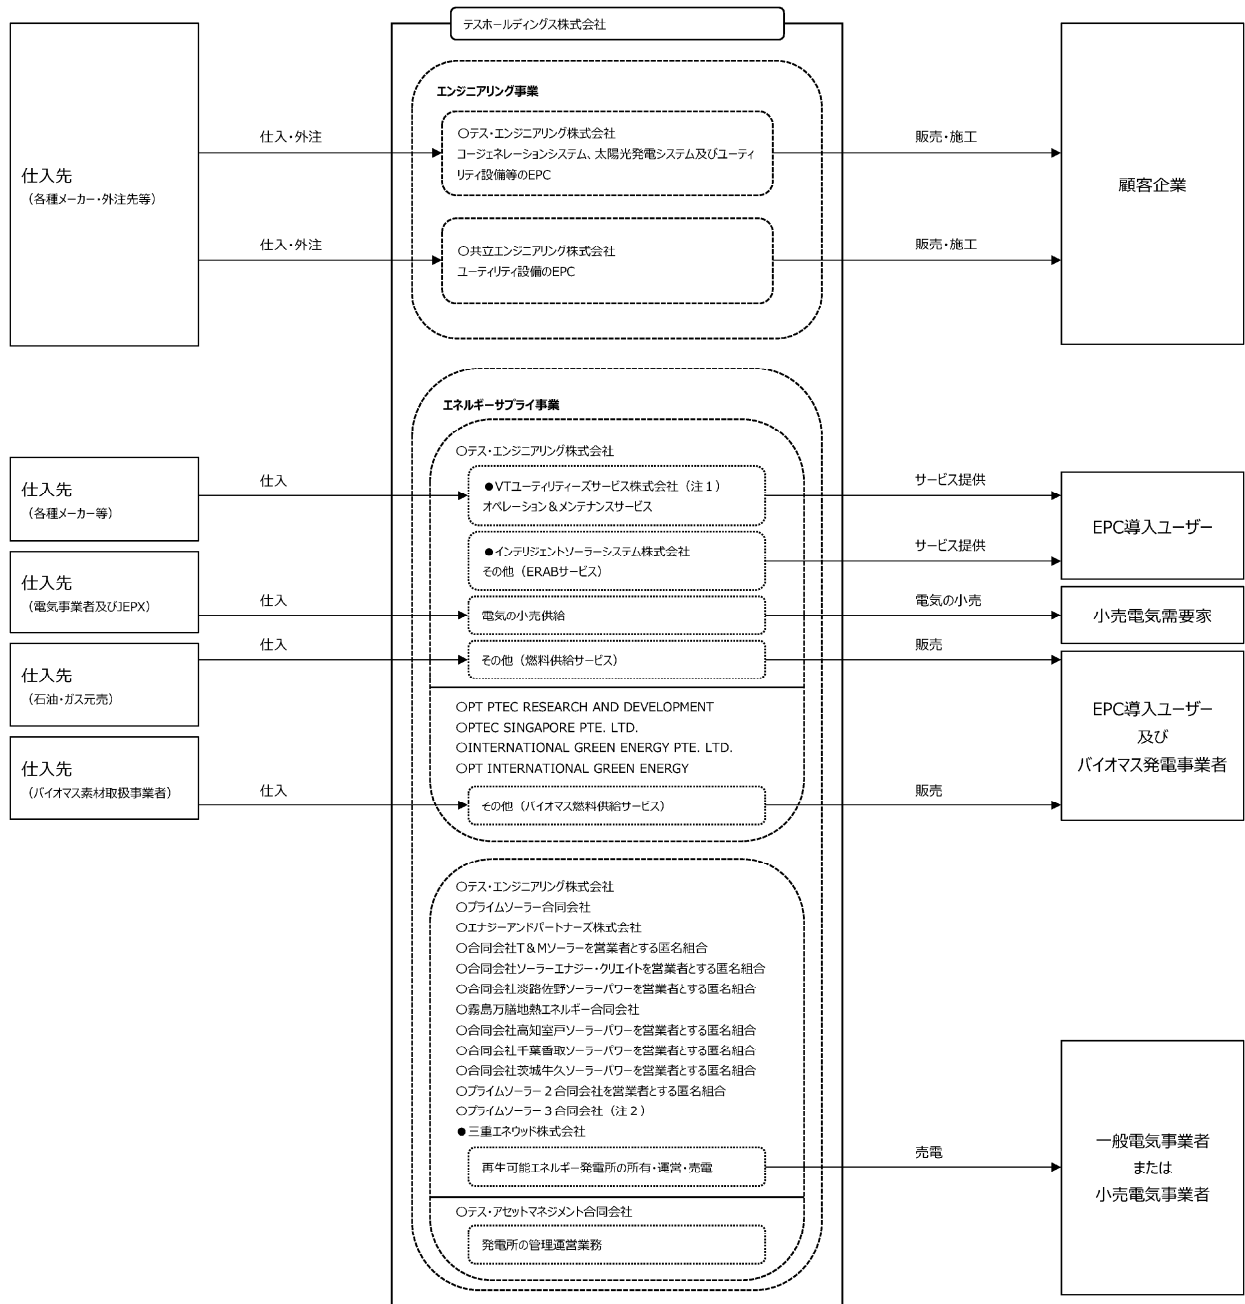 テスホールディングス株式会社
エンジニアリング事業
仕入先
（各種メーカー・外注先等）
仕入・外注
○テス・エンジニアリング株式会社
コージェネレーションシステム、太陽光発電システム及びユーティ
リティ設備等のEPC
販売・施工
顧客企業
仕入・外注
○共立エンジニアリング株式会社
ユーティリティ設備のEPC
販売・施工
エネルギーサプライ事業
○テス・エンジニアリング株式会社
仕入先
（各種メーカー等）
仕入
●VTユーティリティーズサービス株式会社（注１）
オペレーション＆メンテナンスサービス
サービス提供
EPC導入ユーザー
●インテリジェントソーラーシステム株式会社
その他（ERABサービス）
サービス提供
仕入先
（電気事業者及びJEPX）
仕入
電気の小売供給
電気の小売
小売電気需要家
仕入先
（石油・ガス元売）
仕入
その他（燃料供給サービス）
販売
EPC導入ユーザー
及び
バイオマス発電事業者
○PT PTEC RESEARCH AND DEVELOPMENT
○PTEC SINGAPORE PTE. LTD.
○INTERNATIONAL GREEN ENERGY PTE. LTD.
○PT INTERNATIONAL GREEN ENERGY
仕入先
（バイオマス素材取扱事業者）
仕入
その他（バイオマス燃料供給サービス）
販売
○テス・エンジニアリング株式会社
○プライムソーラー合同会社
○エナジーアンドパートナーズ株式会社
○合同会社T＆Mソーラーを営業者とする匿名組合
○合同会社ソーラーエナジー・クリエイトを営業者とする匿名組合
○合同会社淡路佐野ソーラーパワーを営業者とする匿名組合
○霧島万膳地熱エネルギー合同会社
○合同会社高知室戸ソーラーパワーを営業者とする匿名組合
○合同会社千葉香取ソーラーパワーを営業者とする匿名組合
○合同会社茨城牛久ソーラーパワーを営業者とする匿名組合
○プライムソーラー２合同会社を営業者とする匿名組合
○プライムソーラー３合同会社（注２）
●三重エネウッド株式会社
再生可能エネルギー発電所の所有・運営・売電
売電
一般電気事業者
または
小売電気事業者
○テス・アセットマネジメント合同会社
発電所の管理運営業務